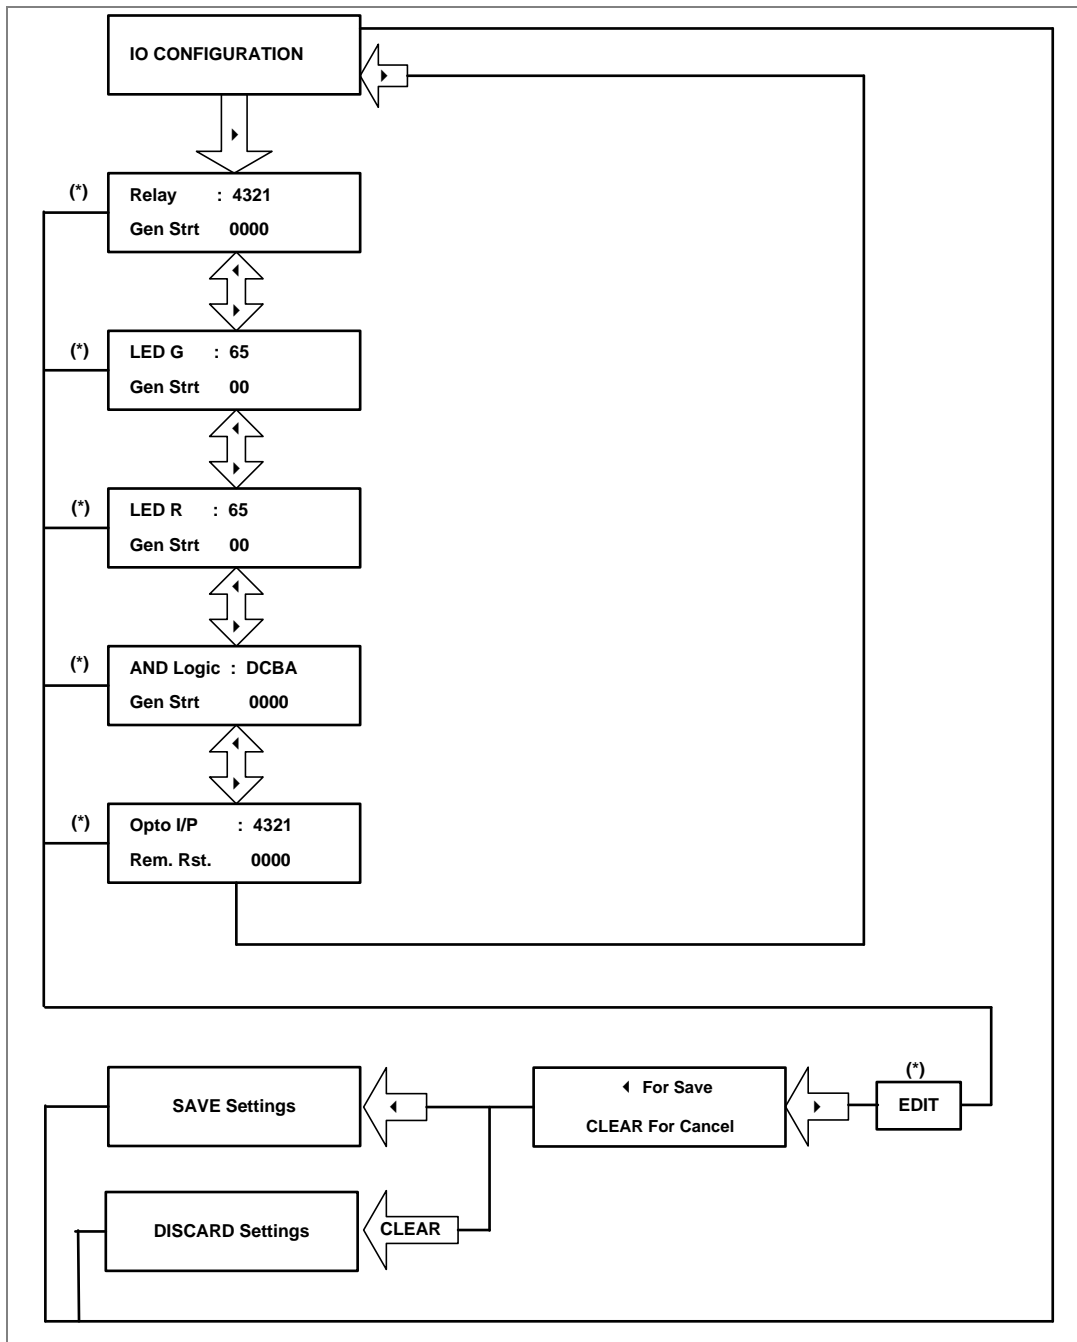 IO CONFIGURATION
(*)
Relay : 4321
Gen Strt 0000
(*)
LED G : 65
Gen Strt 00
(*)
LED R : 65
Gen Strt 00
(*)
AND Logic : DCBA
Gen Strt 0000
(*)
Opto I/P : 4321
Rem. Rst. 0000
(*)
EDIT
For Save
CLEAR For Cancel
SAVE Settings
CLEAR
DISCARD Settings